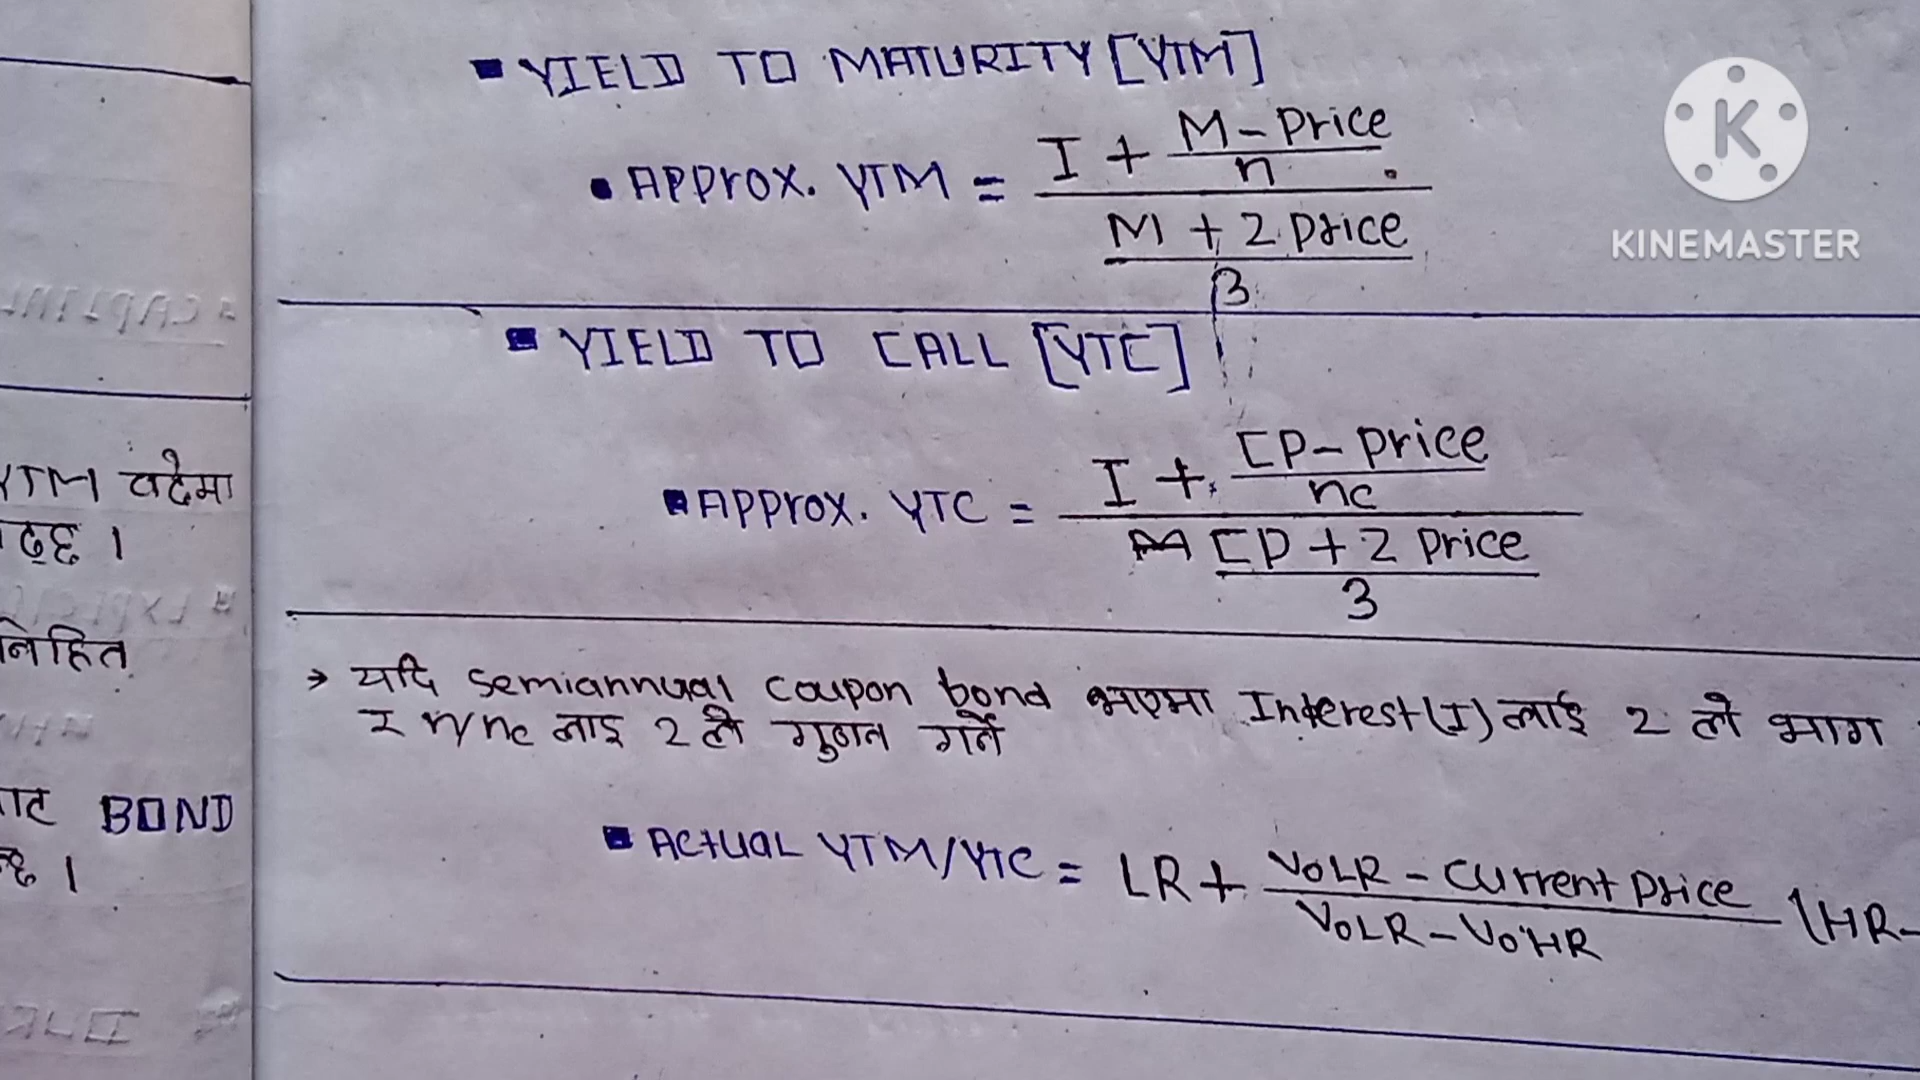 ▪ YIELD TO MATURITY [YTM]
• Approx. YTM = I + M - Price / n
M + 2 Price / 3
▪ YIELD TO CALL [YTC]
▪ Approx. YTC = I + CP - Price / nc
CP + 2 Price / 3
→ यदि semiannual coupon bond भएमा Interest (I) लाई 2 ले भाग
र n/nc लाइ 2 ले गुणन गर्ने
▪ Actual YTM/YTC = LR + VoLR - Current Price / VoLR - VoHR (HR-
YTM बढेमा
निहित
BOND
KINEMASTER